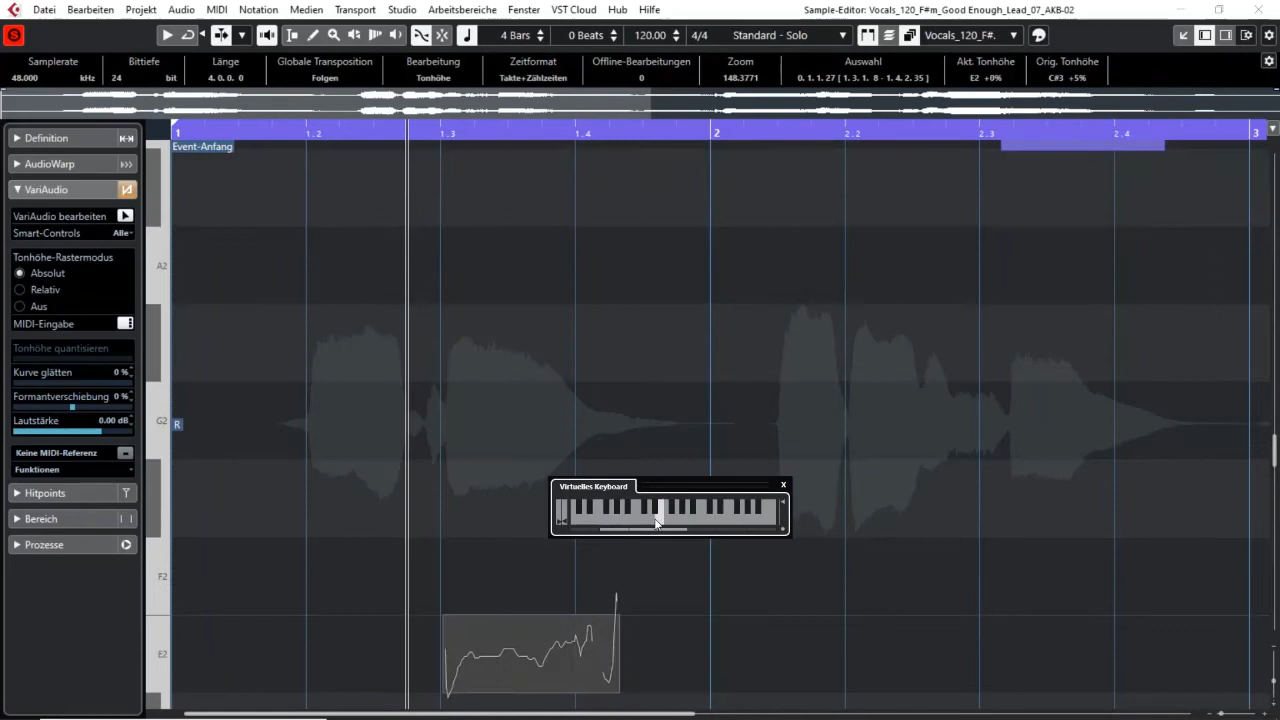 Datei Bearbeiten Projekt Audio MIDI Notation Medien Transport Studio Arbeitsbereiche Fenster VST Cloud Hub Hilfe Sample-Editor: Vocals_120_F#m_Good Enough_Lead_07_AKB-02
S 4 Bars 0 Beats 120.00 4/4 Standard - Solo Vocals_120_F#.
Samplerate Bittiefe Länge Globale Transposition Bearbeitung Zeitformat Offline-Bearbeitungen Zoom Auswahl Akt. Tonhöhe Orig. Tonhöhe
48.000 kHz 24 bit 4. 0. 0. 0 Folgen Tonhöhe Takte+Zählzeiten 0 148.3771 0. 1. 1. 27 [ 1. 3. 1. 8 - 1. 4. 2. 35 ] E2 +0% C#3 +5%
1 1.2 1.3 1.4 2 2.2 2.3 2.4 3
Definition
Event-Anfang
AudioWarp
VariAudio
VariAudio bearbeiten
Smart-Controls Alle
Tonhöhe-Rastermodus
A2
Absolut
Relativ
Aus
MIDI-Eingabe
Tonhöhe quantisieren
Kurve glätten 0 %
Formantverschiebung 0 %
Lautstärke 0.00 dB
G2
R
Keine MIDI-Referenz
Funktionen
Virtuelles Keyboard x
Hitpoints
Bereich
Prozesse
F2
E2